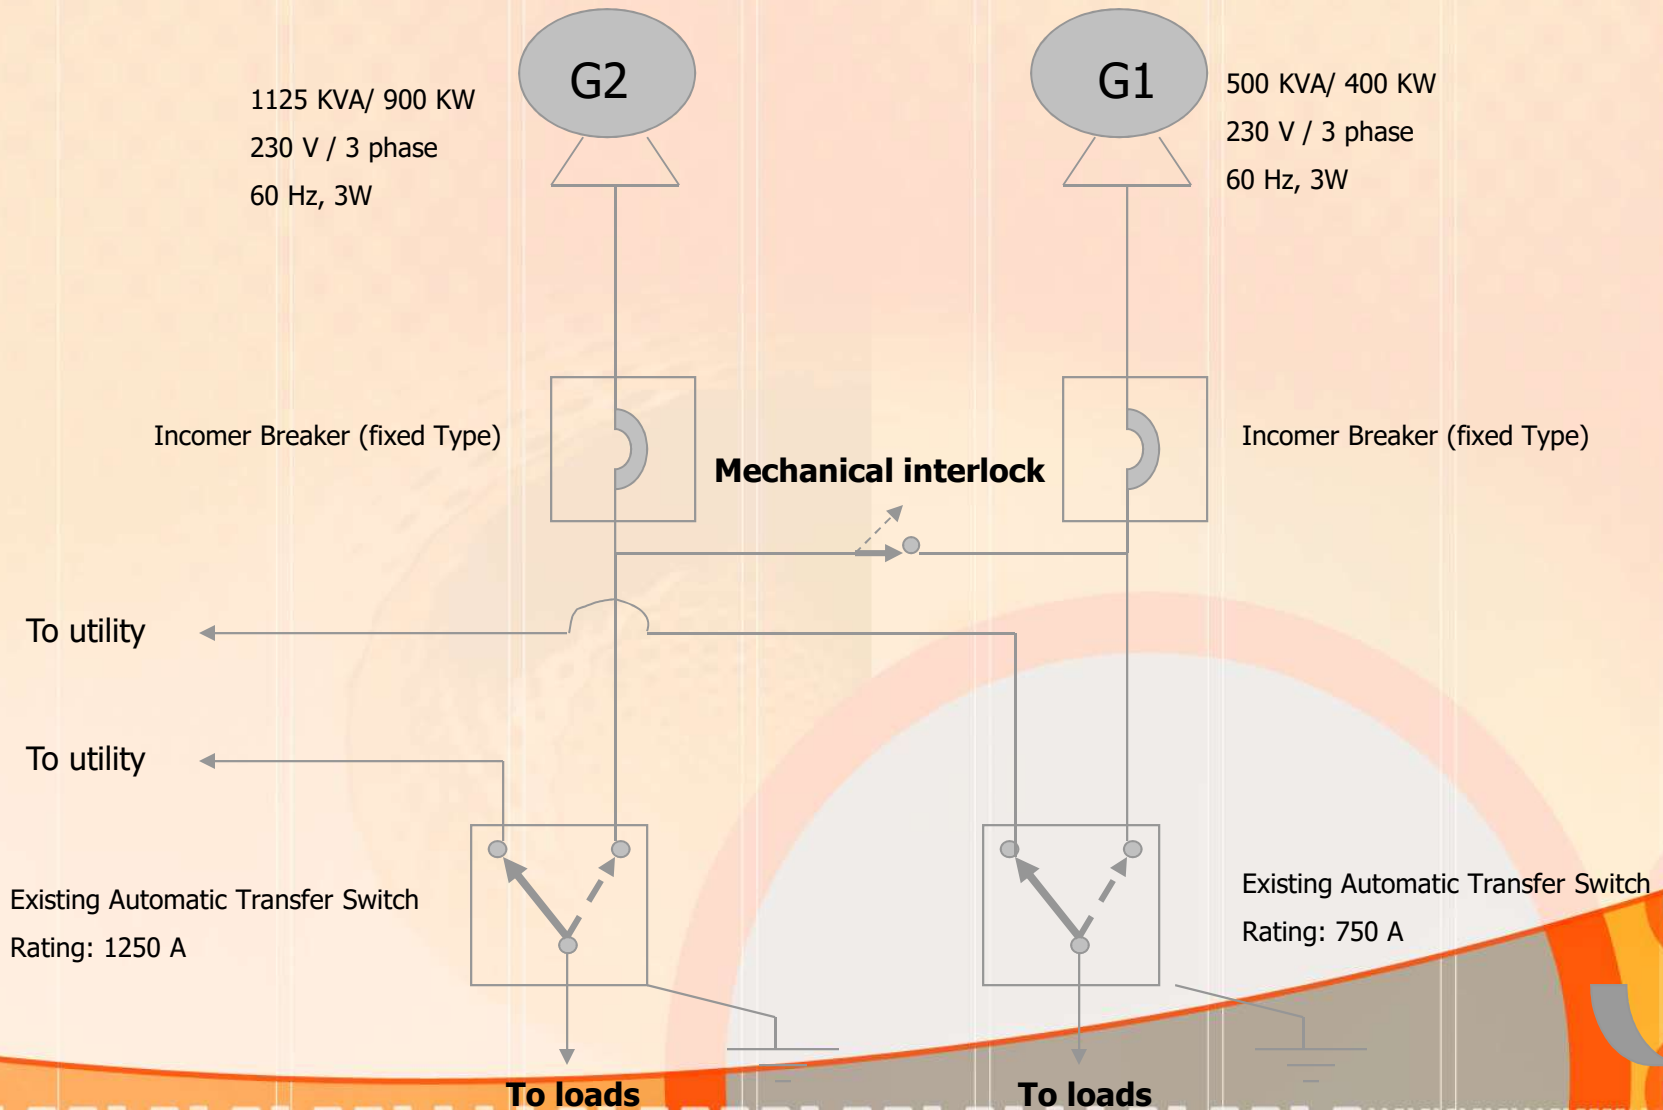 G2
G1
1125 KVA/ 900 KW
230 V / 3 phase
60 Hz, 3W
500 KVA/ 400 KW
230 V / 3 phase
60 Hz, 3W
Incomer Breaker (fixed Type)
Mechanical interlock
Incomer Breaker (fixed Type)
To utility
To utility
Existing Automatic Transfer Switch
Rating: 1250 A
Existing Automatic Transfer Switch
Rating: 750 A
To loads
To loads